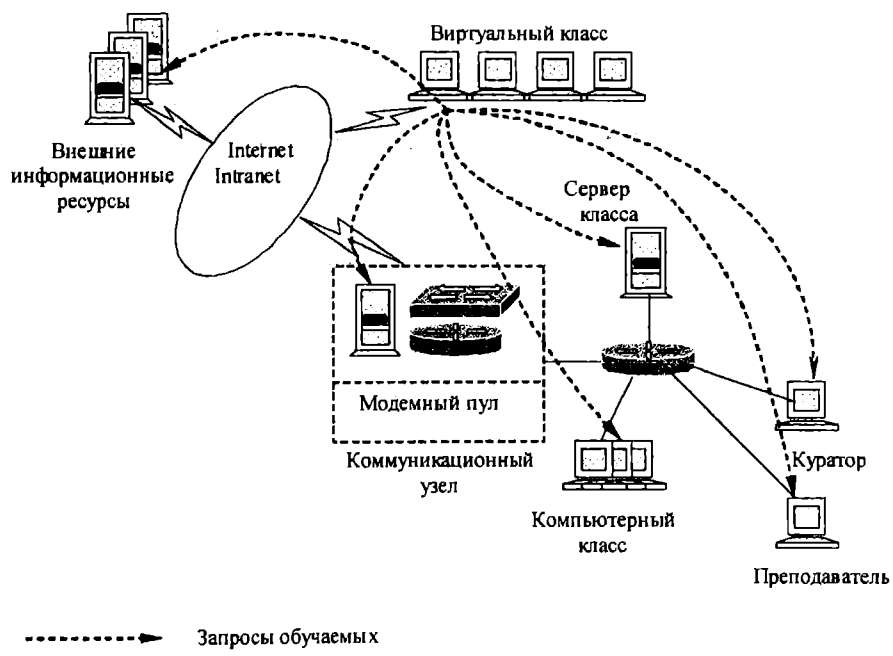 Виртуальный класс
Внешние
информационные
ресурсы
Internet
Intranet
Сервер
класса
Модемный пул
Коммуникационный
узел
Куратор
Компьютерный
класс
Преподаватель
Запросы обучаемых